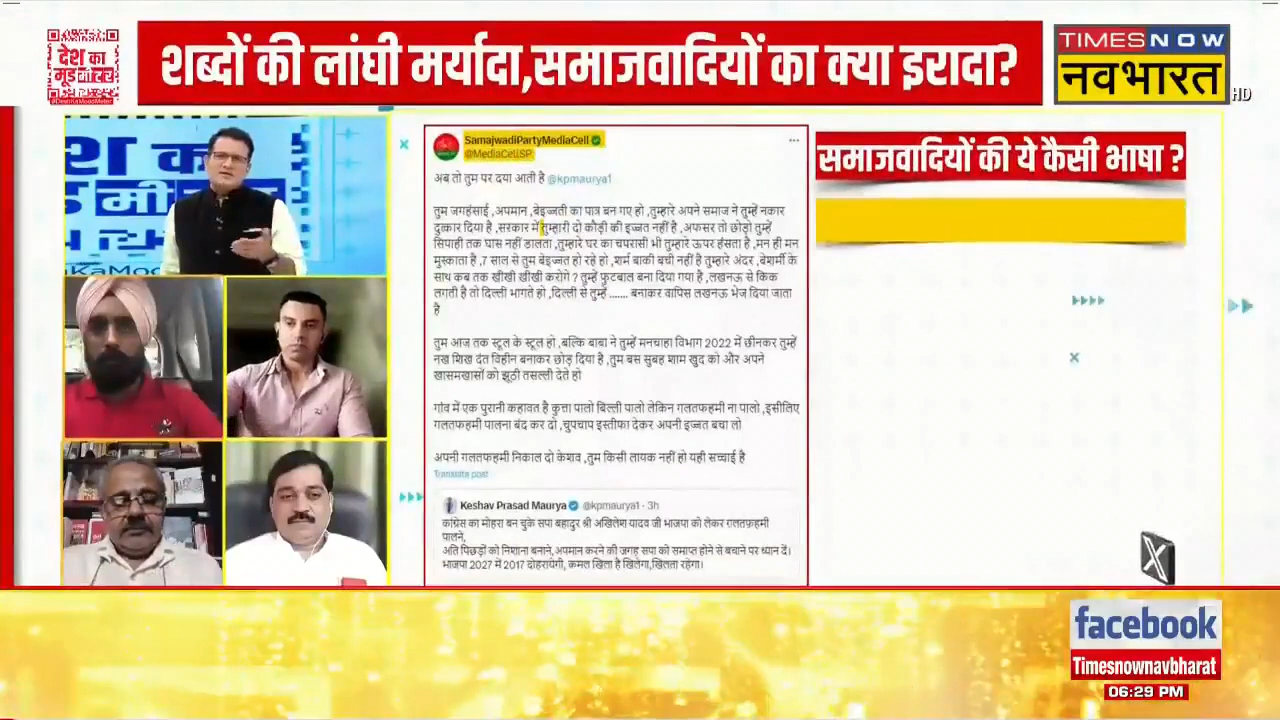 देश का
मूड मीटर
#DeshKaMoodMeter
शब्दों की लांघी मर्यादा,समाजवादियों का क्या इरादा?
TIMES NOW
नवभारत
HD
SamajwadiPartyMediaCell
@MediaCellSP
अब तो तुम पर दया आती है @kpmaurya1
तुम जगहंसाई ,अपमान ,बेइज्जती का पात्र बन गए हो ,तुम्हारे अपने समाज ने तुम्हें नकार
दुत्कार दिया है ,सरकार में तुम्हारी दो कौड़ी की इज्जत नहीं है ,अफसर तो छोड़ो तुम्हें
सिपाही तक घास नहीं डालता ,तुम्हारे घर का चपरासी भी तुम्हारे ऊपर हंसता है ,मन ही मन
मुस्काता है ,7 साल से तुम बेइज्जत हो रहे हो ,शर्म बाकी बची नहीं है तुम्हारे अंदर ,बेशर्मी के
साथ कब तक खीखी खीखी करोगे ? तुम्हें फुटबाल बना दिया गया है ,लखनऊ से किक
लगती है तो दिल्ली भागते हो ,दिल्ली से तुम्हें ....... बनाकर वापिस लखनऊ भेज दिया जाता
है
तुम आज तक स्टूल के स्टूल हो ,बल्कि बाबा ने तुम्हें मनचाहा विभाग 2022 में छीनकर तुम्हें
नख शिख दंत विहीन बनाकर छोड़ दिया है ,तुम बस सुबह शाम खुद को और अपने
खासमखासों को झूठी तसल्ली देते हो
गांव में एक पुरानी कहावत है कुत्ता पालो बिल्ली पालो लेकिन गलतफहमी ना पालो ,इसीलिए
गलतफहमी पालना बंद कर दो ,चुपचाप इस्तीफा देकर अपनी इज्जत बचा लो
अपनी गलतफहमी निकाल दो केशव ,तुम किसी लायक नहीं हो यही सच्चाई है
Translate post
Keshav Prasad Maurya @kpmaurya1 · 3h
कांग्रेस का मोहरा बन चुके सपा बहादुर श्री अखिलेश यादव जी भाजपा को लेकर ग़लतफ़हमी
पालने,
अति पिछड़ों को निशाना बनाने,अपमान करने की जगह सपा को समाप्त होने से बचाने पर ध्यान दें।
भाजपा 2027 में 2017 दोहरायेगी, कमल खिला है खिलेगा,खिलता रहेगा।
समाजवादियों की ये कैसी भाषा ?
X
facebook
Timesnownavbharat
06:29 PM